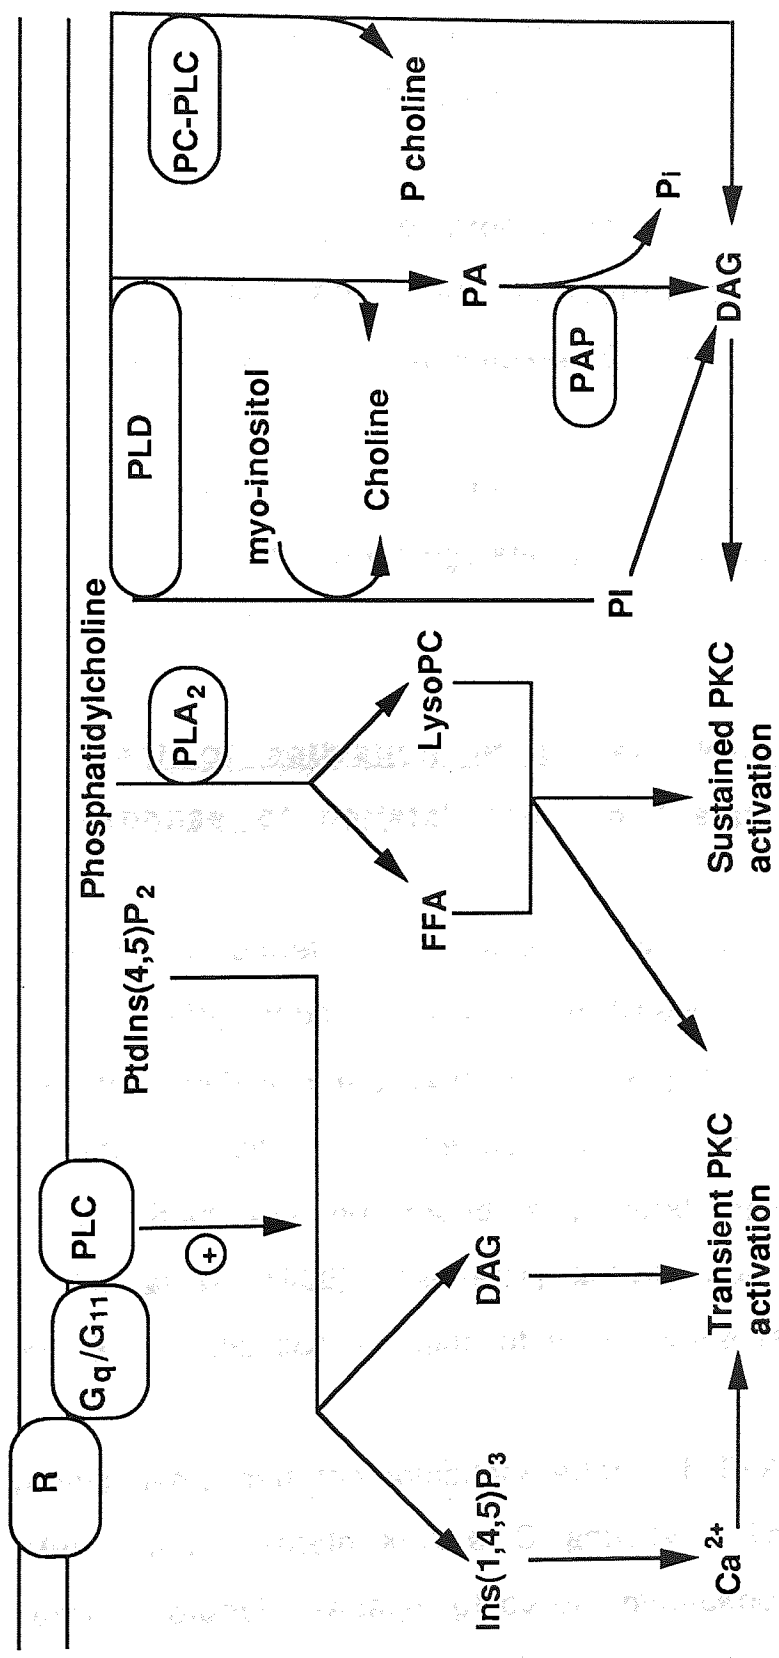 R
Gq/G11
PLC
+
PtdIns(4,5)P2
Phosphatidylcholine
PLA2
PLD
PC-PLC
myo-inositol
Choline
P choline
FFA
LysoPC
PA
PAP
Pi
PI
Ins(1,4,5)P3
DAG
DAG
Ca2+
Transient PKC
activation
Sustained PKC
activation